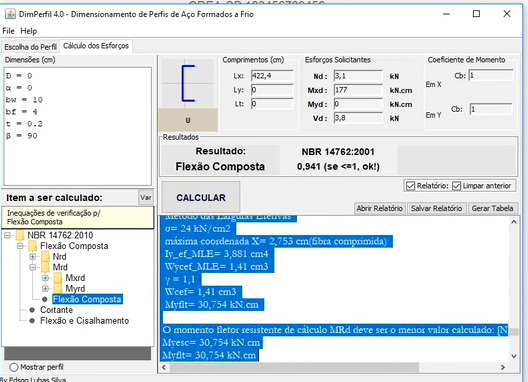 DimPerfil 4.0 - Dimensionamento de Perfis de Aço Formados a Frio
File Help
Escolha do Perfil Cálculo dos Esforços
Dimensões (cm)
D = 0
α = 0
bw = 10
bf = 4
t = 0.2
β = 90
U
Comprimentos (cm)
Lx: 422,4
Ly: 0
Lt: 0
Esforços Solicitantes
Nd : 3,1 kN
Mxd : 177 kN.cm
Myd : 0 kN.cm
Vd : 3,8 kN
Coeficiente de Momento
Cb: 1
Em X
Cb: 1
Em Y
Resultados
Resultado: NBR 14762:2001
Flexão Composta 0,941 (se <=1, ok!)
CALCULAR
Relatório: Limpar anterior
Abrir Relatório Salvar Relatório Gerar Tabela
Item a ser calculado: Var
Inequações de verificação p/
Flexão Composta
NBR 14762:2010
Flexão Composta
Nrd
Mrd
Mxrd
Myrd
Flexão Composta
Cortante
Flexão e Cisalhamento
Mostrar perfil
Método das Larguras Efetivas
σ= 24 kN/cm2
máxima coordenada X= 2,753 cm(fibra comprimida)
Iy_ef_MLE= 3,881 cm4
Wycef_MLE= 1,41 cm3
γ = 1,1
Wcef= 1,41 cm3
Myflt= 30,754 kN.cm
O momento fletor resistente de cálculo MRd deve ser o menor valor calculado: [N
Myesc= 30,754 kN.cm
Myflt= 30,754 kN.cm
By Edson Lubas Silva